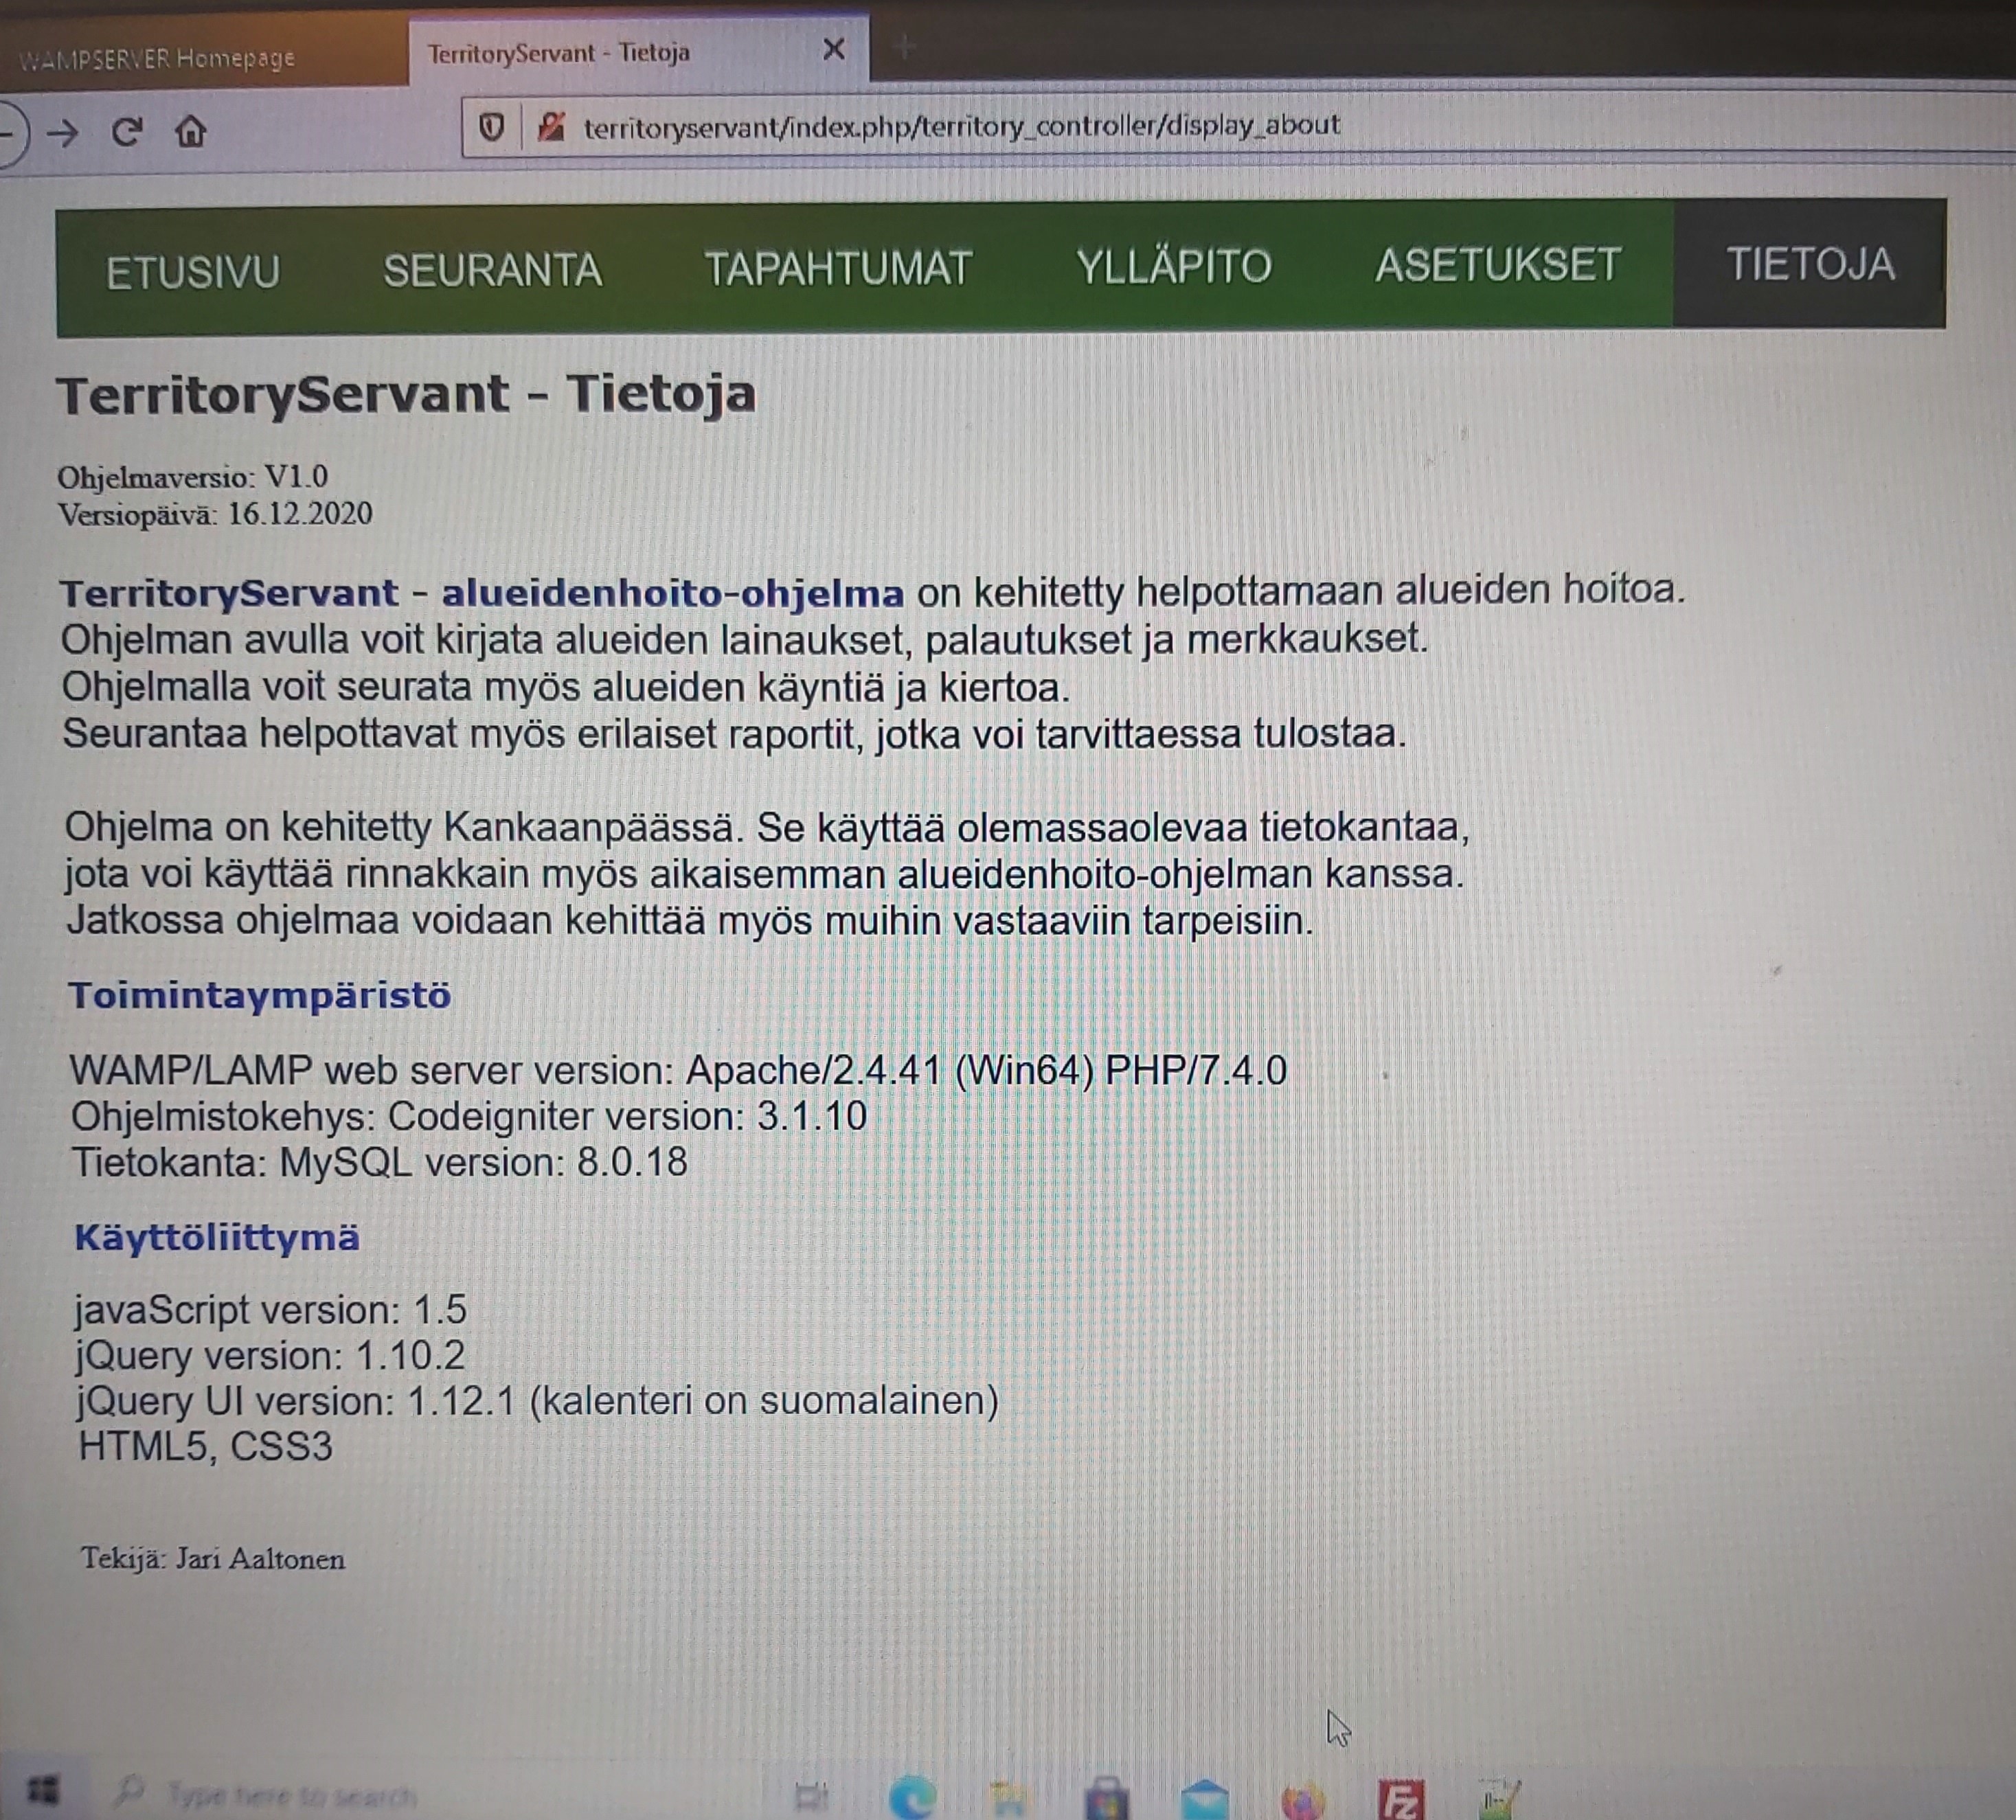 WAMPSERVER Homepage
TerritoryServant - Tietoja
territoryservant/index.php/territory_controller/display_about
ETUSIVU SEURANTA TAPAHTUMAT YLLÄPITO ASETUKSET TIETOJA
TerritoryServant - Tietoja
Ohjelmaversio: V1.0
Versiopäivä: 16.12.2020
TerritoryServant - alueidenhoito-ohjelma on kehitetty helpottamaan alueiden hoitoa.
Ohjelman avulla voit kirjata alueiden lainaukset, palautukset ja merkkaukset.
Ohjelmalla voit seurata myös alueiden käyntiä ja kiertoa.
Seurantaa helpottavat myös erilaiset raportit, jotka voi tarvittaessa tulostaa.
Ohjelma on kehitetty Kankaanpäässä. Se käyttää olemassaolevaa tietokantaa,
jota voi käyttää rinnakkain myös aikaisemman alueidenhoito-ohjelman kanssa.
Jatkossa ohjelmaa voidaan kehittää myös muihin vastaaviin tarpeisiin.
Toimintaympäristö
WAMP/LAMP web server version: Apache/2.4.41 (Win64) PHP/7.4.0
Ohjelmistokehys: Codeigniter version: 3.1.10
Tietokanta: MySQL version: 8.0.18
Käyttöliittymä
javaScript version: 1.5
jQuery version: 1.10.2
jQuery UI version: 1.12.1 (kalenteri on suomalainen)
HTML5, CSS3
Tekijä: Jari Aaltonen
Type here to search
Fz